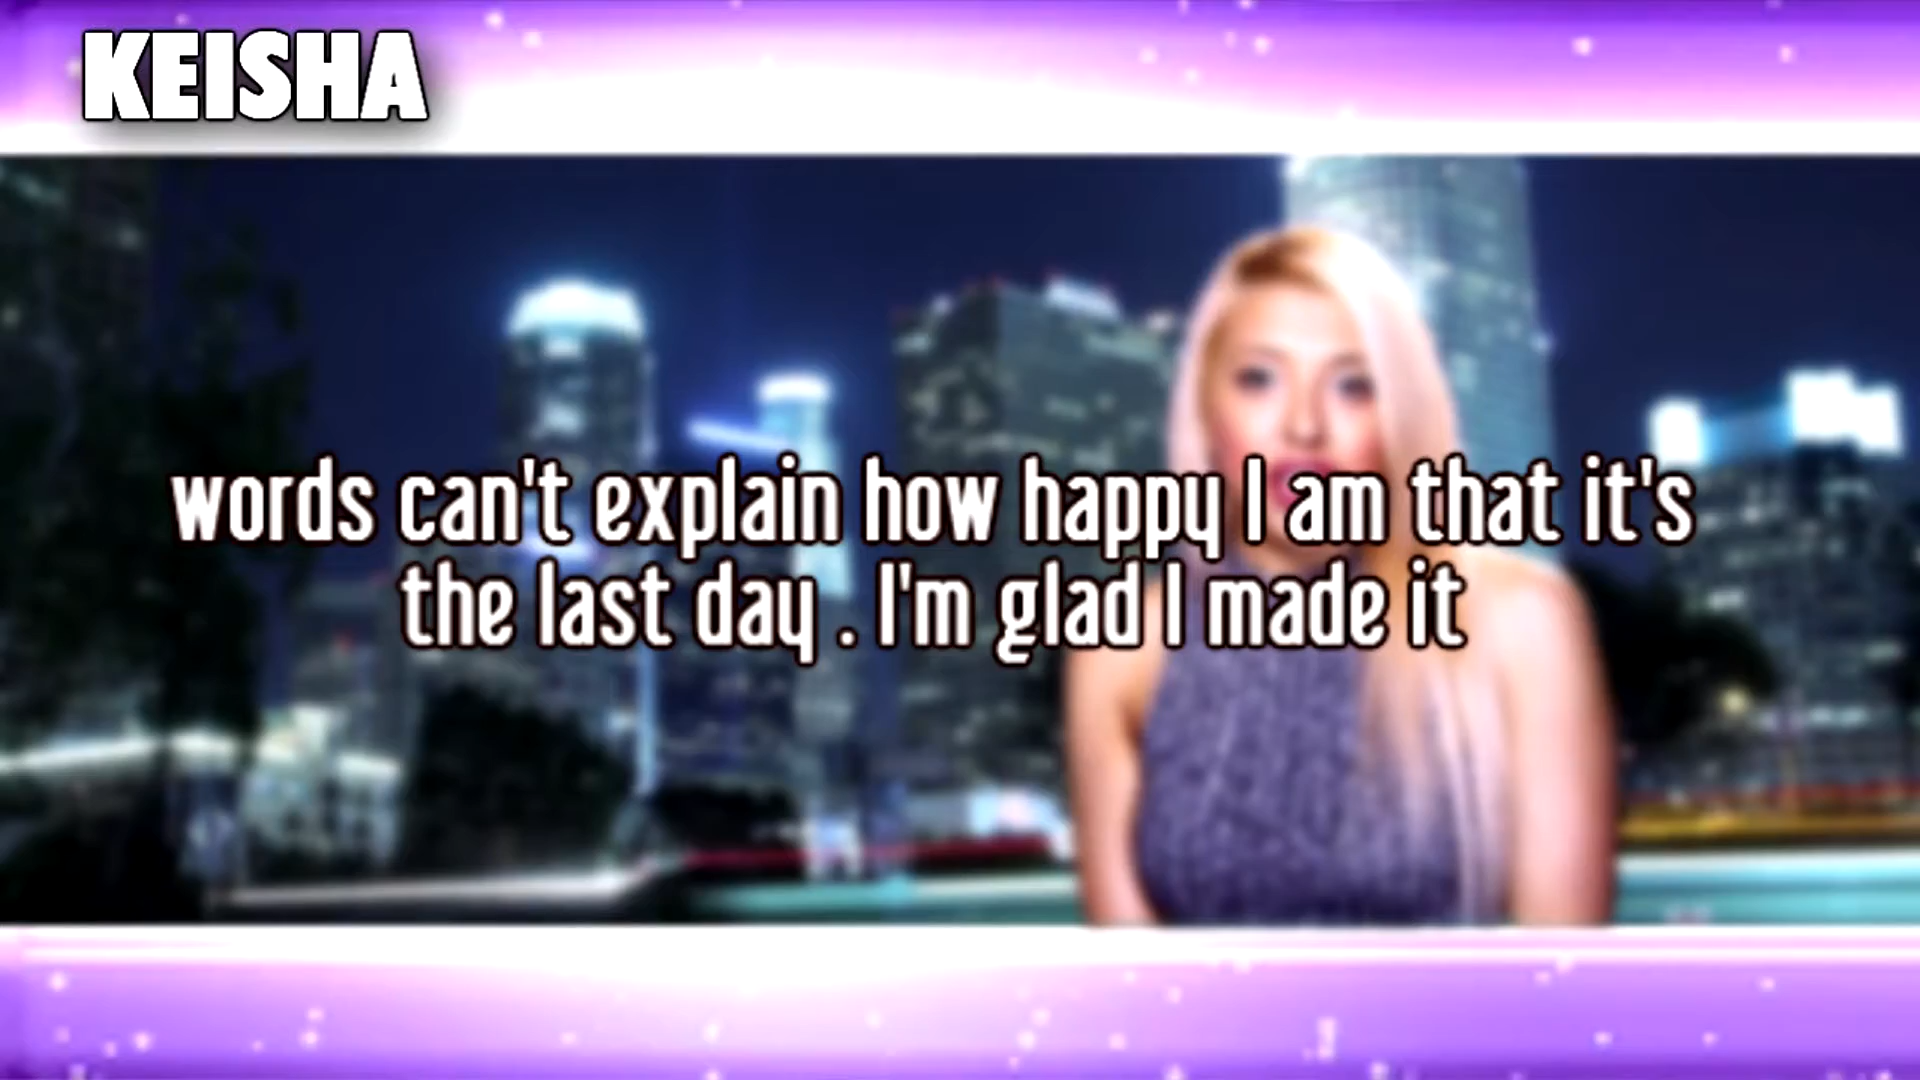 KEISHA
words can't explain how happy I am that it's
the last day . I'm glad I made it